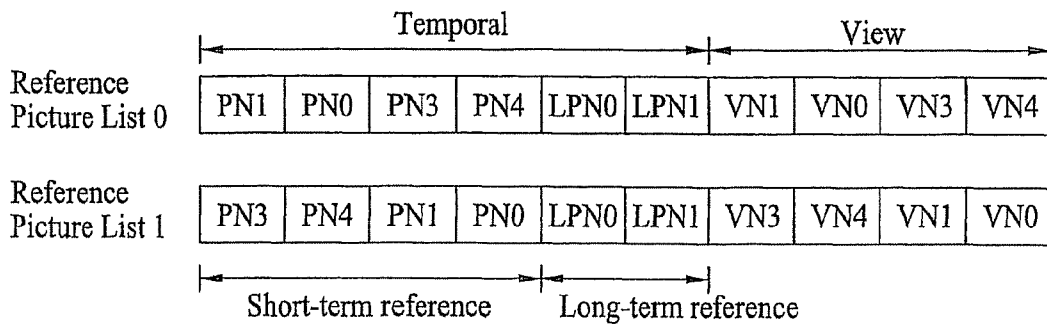 Temporal View
Reference
Picture List 0
PN1 PN0 PN3 PN4 LPN0 LPN1 VN1 VN0 VN3 VN4
Reference
Picture List 1
PN3 PN4 PN1 PN0 LPN0 LPN1 VN3 VN4 VN1 VN0
Short-term reference Long-term reference